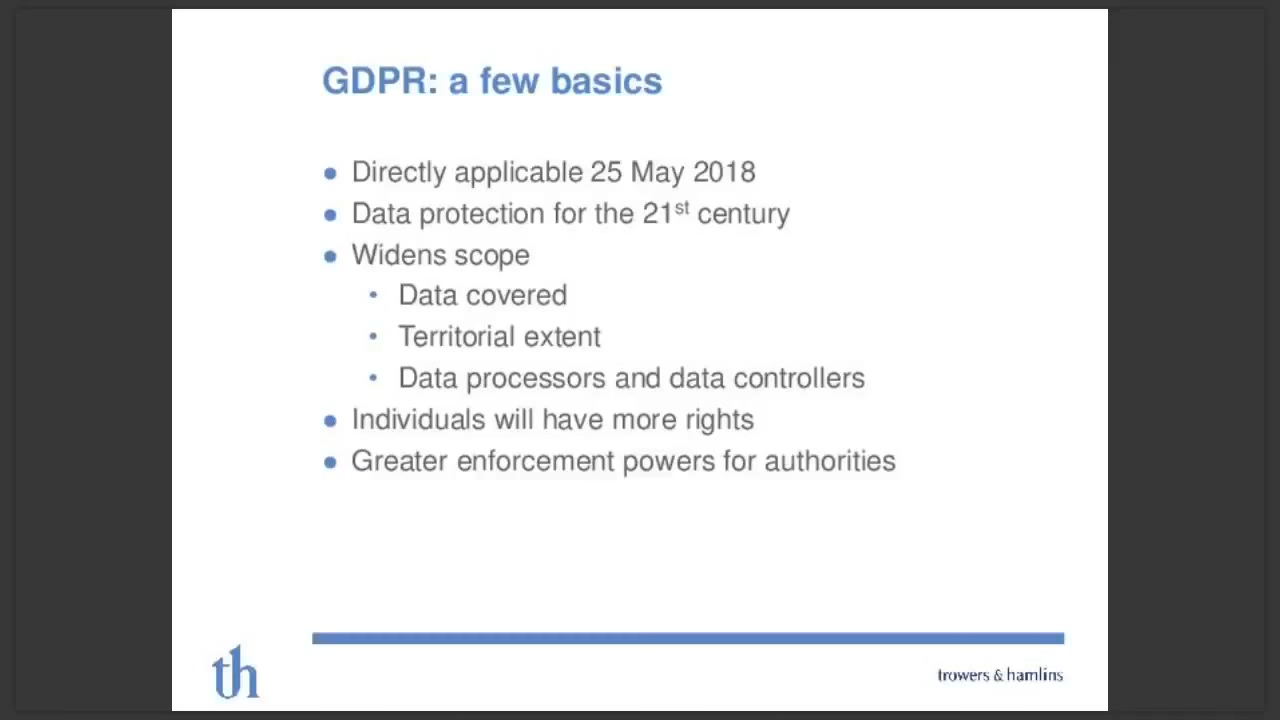 GDPR: a few basics
● Directly applicable 25 May 2018
● Data protection for the 21st century
● Widens scope
• Data covered
• Territorial extent
• Data processors and data controllers
● Individuals will have more rights
● Greater enforcement powers for authorities
th
trowers & hamlins